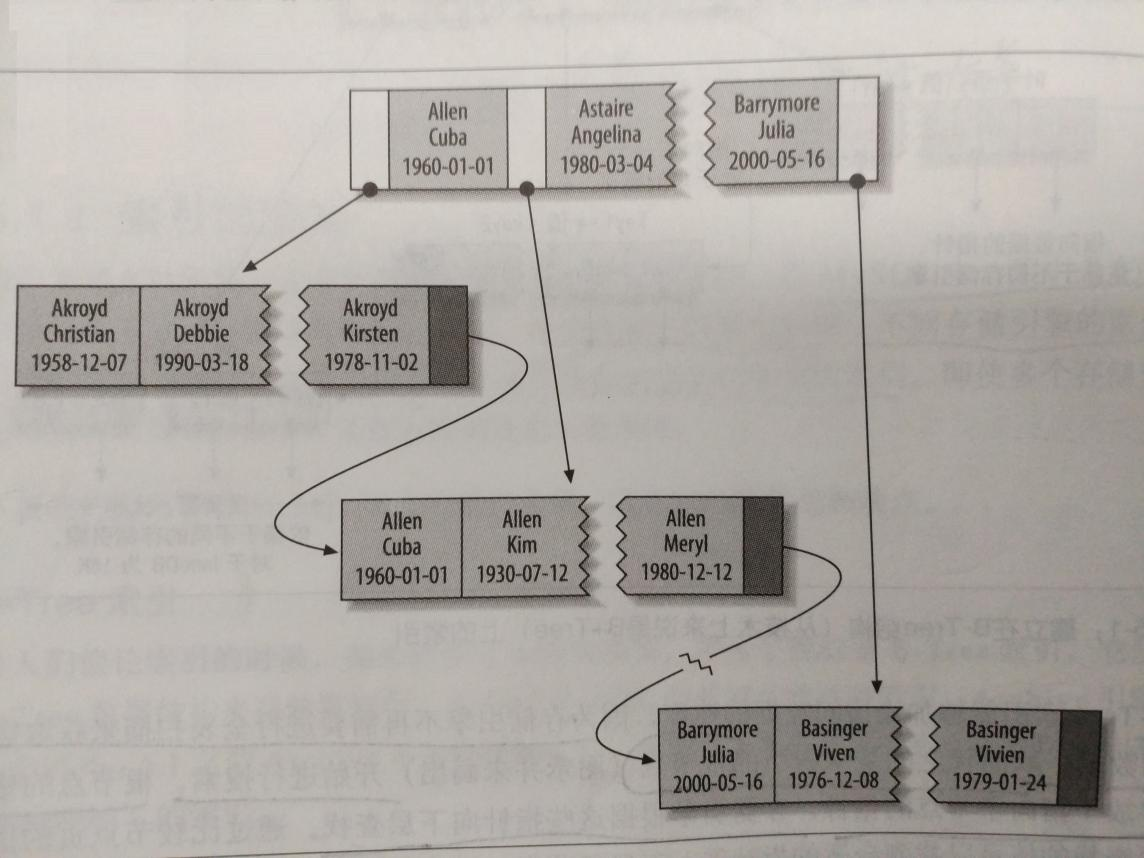 Allen
Cuba
1960-01-01
Astaire
Angelina
1980-03-04
Barrymore
Julia
2000-05-16
Akroyd
Christian
1958-12-07
Akroyd
Debbie
1990-03-18
Akroyd
Kirsten
1978-11-02
Allen
Cuba
1960-01-01
Allen
Kim
1930-07-12
Allen
Meryl
1980-12-12
Barrymore
Julia
2000-05-16
Basinger
Viven
1976-12-08
Basinger
Vivien
1979-01-24